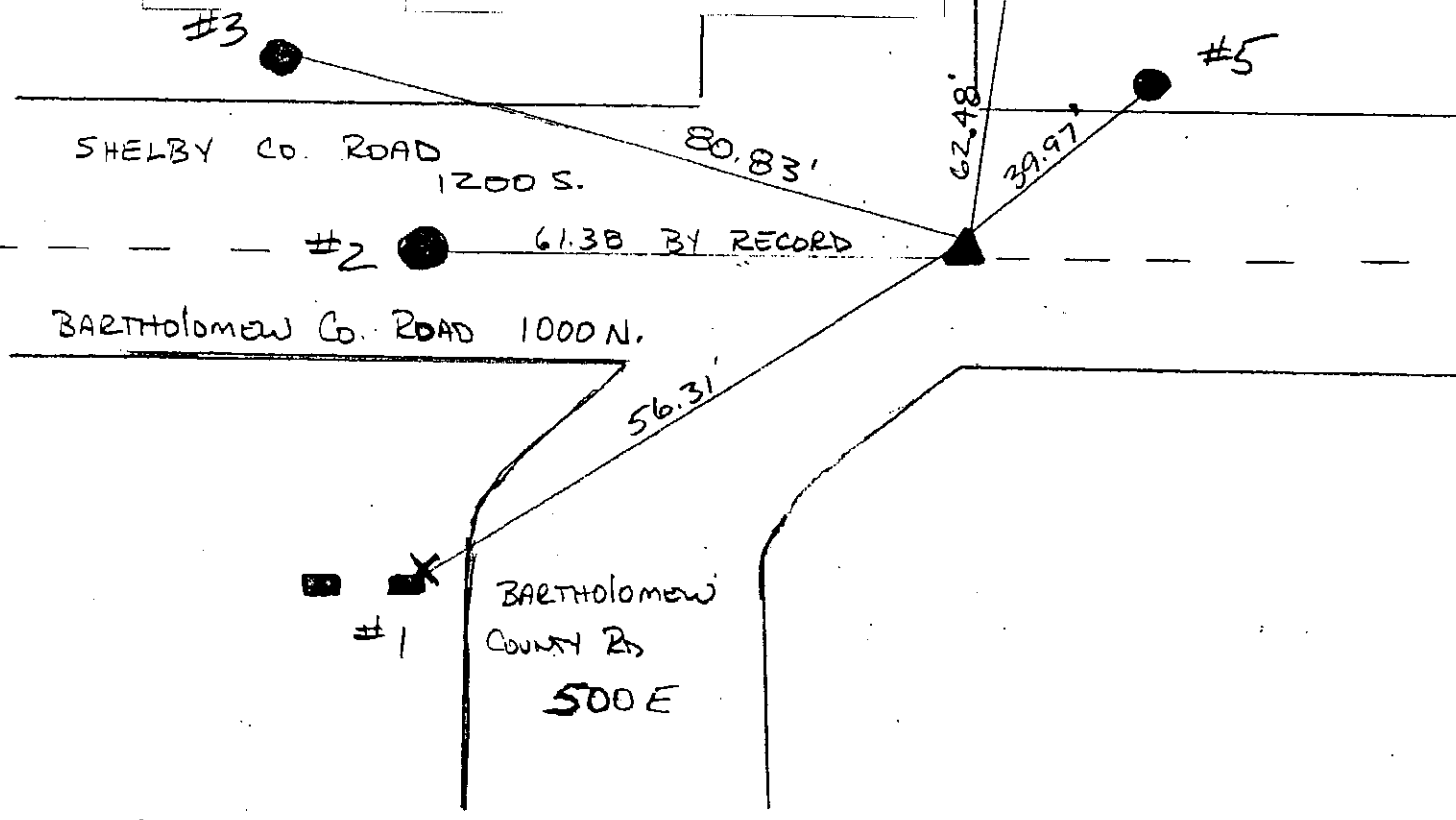 #3
#5
62.48'
39.97'
80.83'
SHELBY CO. ROAD
1200 S.
#2
61.38 BY RECORD
BARTHOLOMEW CO. ROAD 1000 N.
56.31'
#1
BARTHOLOMEW
COUNTY RD
500 E